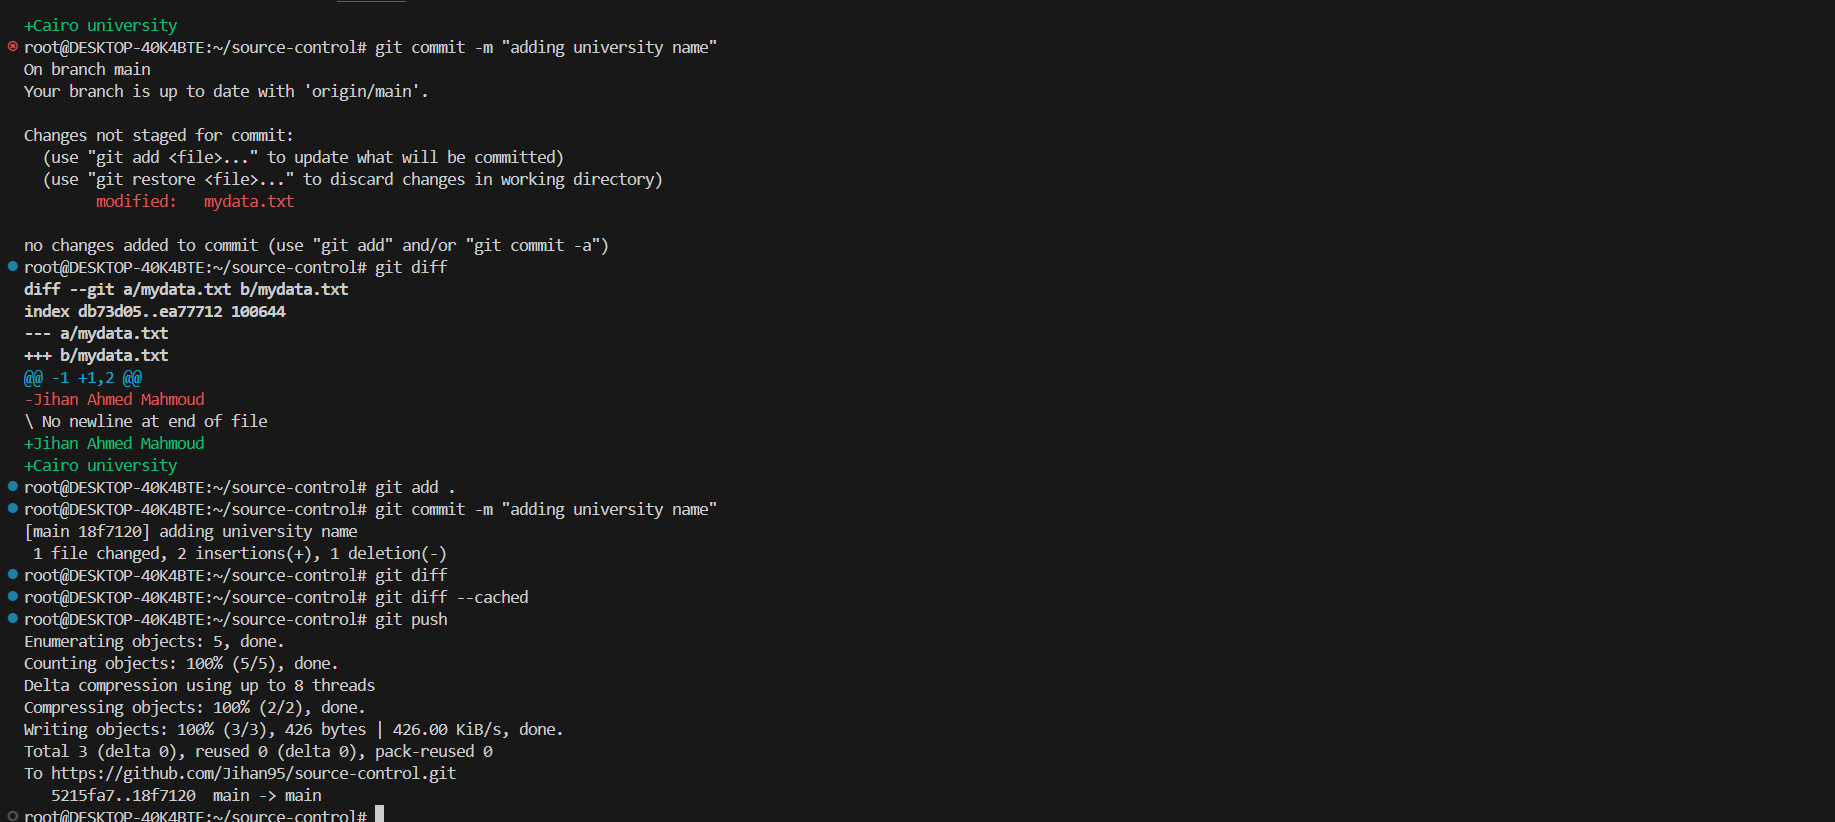 +Cairo university
root@DESKTOP-40K4BTE:~/source-control# git commit -m "adding university name"
On branch main
Your branch is up to date with 'origin/main'.
Changes not staged for commit:
  (use "git add <file>..." to update what will be committed)
  (use "git restore <file>..." to discard changes in working directory)
        modified:   mydata.txt
no changes added to commit (use "git add" and/or "git commit -a")
root@DESKTOP-40K4BTE:~/source-control# git diff
diff --git a/mydata.txt b/mydata.txt
index db73d05..ea77712 100644
--- a/mydata.txt
+++ b/mydata.txt
@@ -1 +1,2 @@
-Jihan Ahmed Mahmoud
\ No newline at end of file
+Jihan Ahmed Mahmoud
+Cairo university
root@DESKTOP-40K4BTE:~/source-control# git add .
root@DESKTOP-40K4BTE:~/source-control# git commit -m "adding university name"
[main 18f7120] adding university name
 1 file changed, 2 insertions(+), 1 deletion(-)
root@DESKTOP-40K4BTE:~/source-control# git diff
root@DESKTOP-40K4BTE:~/source-control# git diff --cached
root@DESKTOP-40K4BTE:~/source-control# git push
Enumerating objects: 5, done.
Counting objects: 100% (5/5), done.
Delta compression using up to 8 threads
Compressing objects: 100% (2/2), done.
Writing objects: 100% (3/3), 426 bytes | 426.00 KiB/s, done.
Total 3 (delta 0), reused 0 (delta 0), pack-reused 0
To https://github.com/Jihan95/source-control.git
   5215fa7..18f7120  main -> main
root@DESKTOP-40K4BTE:~/source-control#